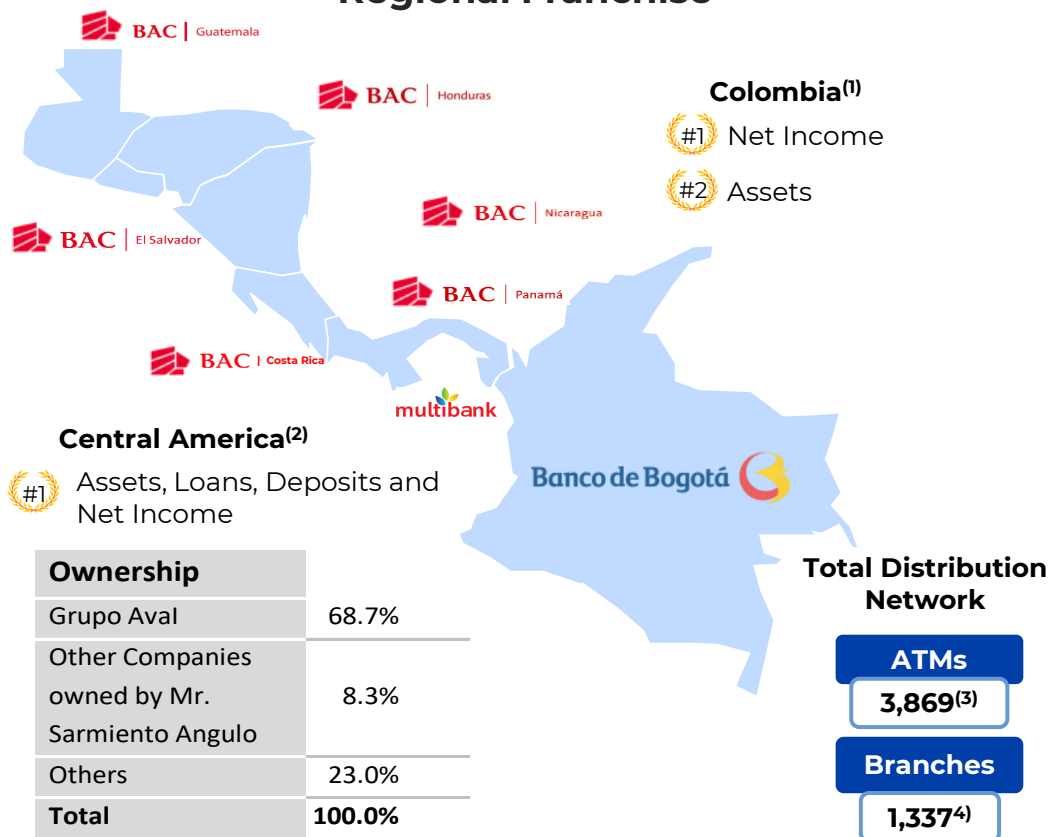 Regional Franchise
BAC | Guatemala
BAC | Honduras
Colombia(1)
#1 Net Income
#2 Assets
BAC | Nicaragua
BAC | El Salvador
BAC | Panamá
BAC | Costa Rica
multibank
Central America(2)
#1 Assets, Loans, Deposits and
Net Income
Banco de Bogotá
Ownership
Grupo Aval 68.7%
Other Companies
owned by Mr. 8.3%
Sarmiento Angulo
Others 23.0%
Total 100.0%
Total Distribution
Network
ATMs
3,869(3)
Branches
1,3374)